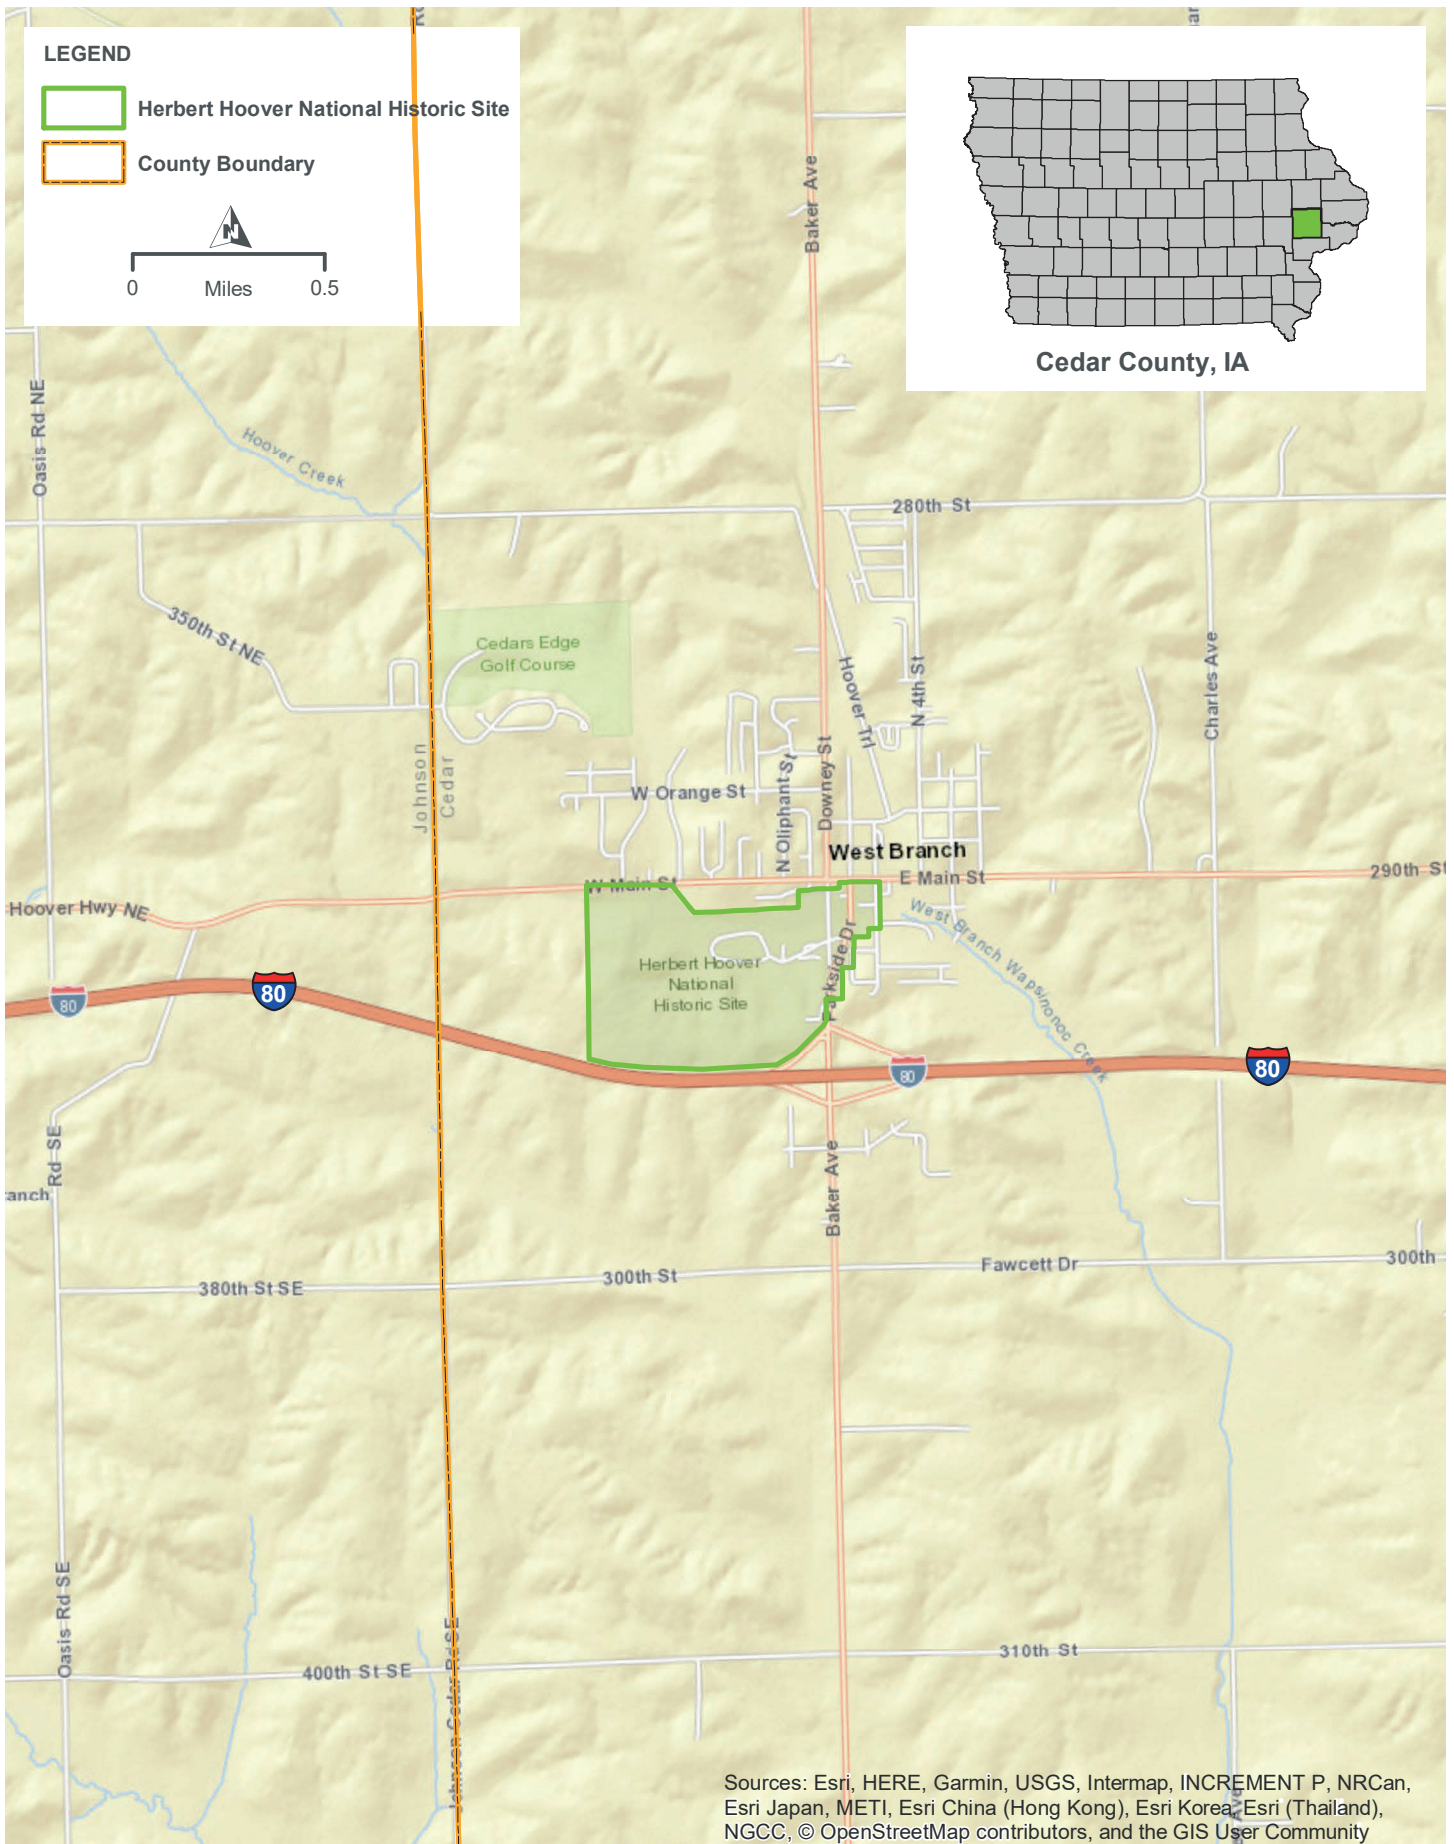 LEGEND
Herbert Hoover National Historic Site
County Boundary
N
0 Miles 0.5
Cedar County, IA
Baker Ave
Oasis Rd NE
Hoover Creek
280th St
350th St NE
Cedars Edge
Golf Course
Hoover Trl
N 4th St
Charles Ave
Johnson
Cedar
W Orange St
N Oliphant St
Downey St
West Branch
W Main St
E Main St
290th St
Hoover Hwy NE
West Branch Wapsinonoc Creek
Parkside Dr
Herbert Hoover
National
Historic Site
80
80
80
80
Rd SE
anch
Baker Ave
380th St SE
300th St
Fawcett Dr
300th
Oasis Rd SE
400th St SE
Johnson Cedar Rd SE
310th St
Sources: Esri, HERE, Garmin, USGS, Intermap, INCREMENT P, NRCan,
Esri Japan, METI, Esri China (Hong Kong), Esri Korea, Esri (Thailand),
NGCC, © OpenStreetMap contributors, and the GIS User Community